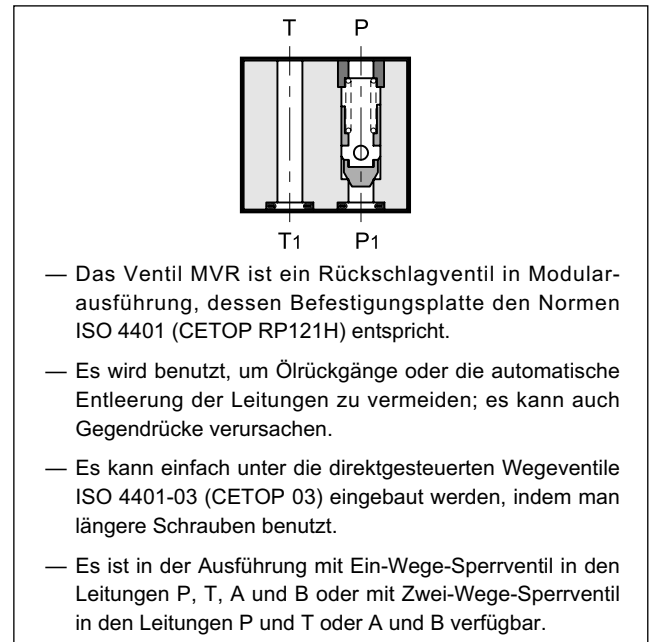 T P
T1 P1
— Das Ventil MVR ist ein Rückschlagventil in Modular-
ausführung, dessen Befestigungsplatte den Normen
ISO 4401 (CETOP RP121H) entspricht.
— Es wird benutzt, um Ölrückgänge oder die automatische
Entleerung der Leitungen zu vermeiden; es kann auch
Gegendrücke verursachen.
— Es kann einfach unter die direktgesteuerten Wegeventile
ISO 4401-03 (CETOP 03) eingebaut werden, indem man
längere Schrauben benutzt.
— Es ist in der Ausführung mit Ein-Wege-Sperrventil in den
Leitungen P, T, A und B oder mit Zwei-Wege-Sperrventil
in den Leitungen P und T oder A und B verfügbar.